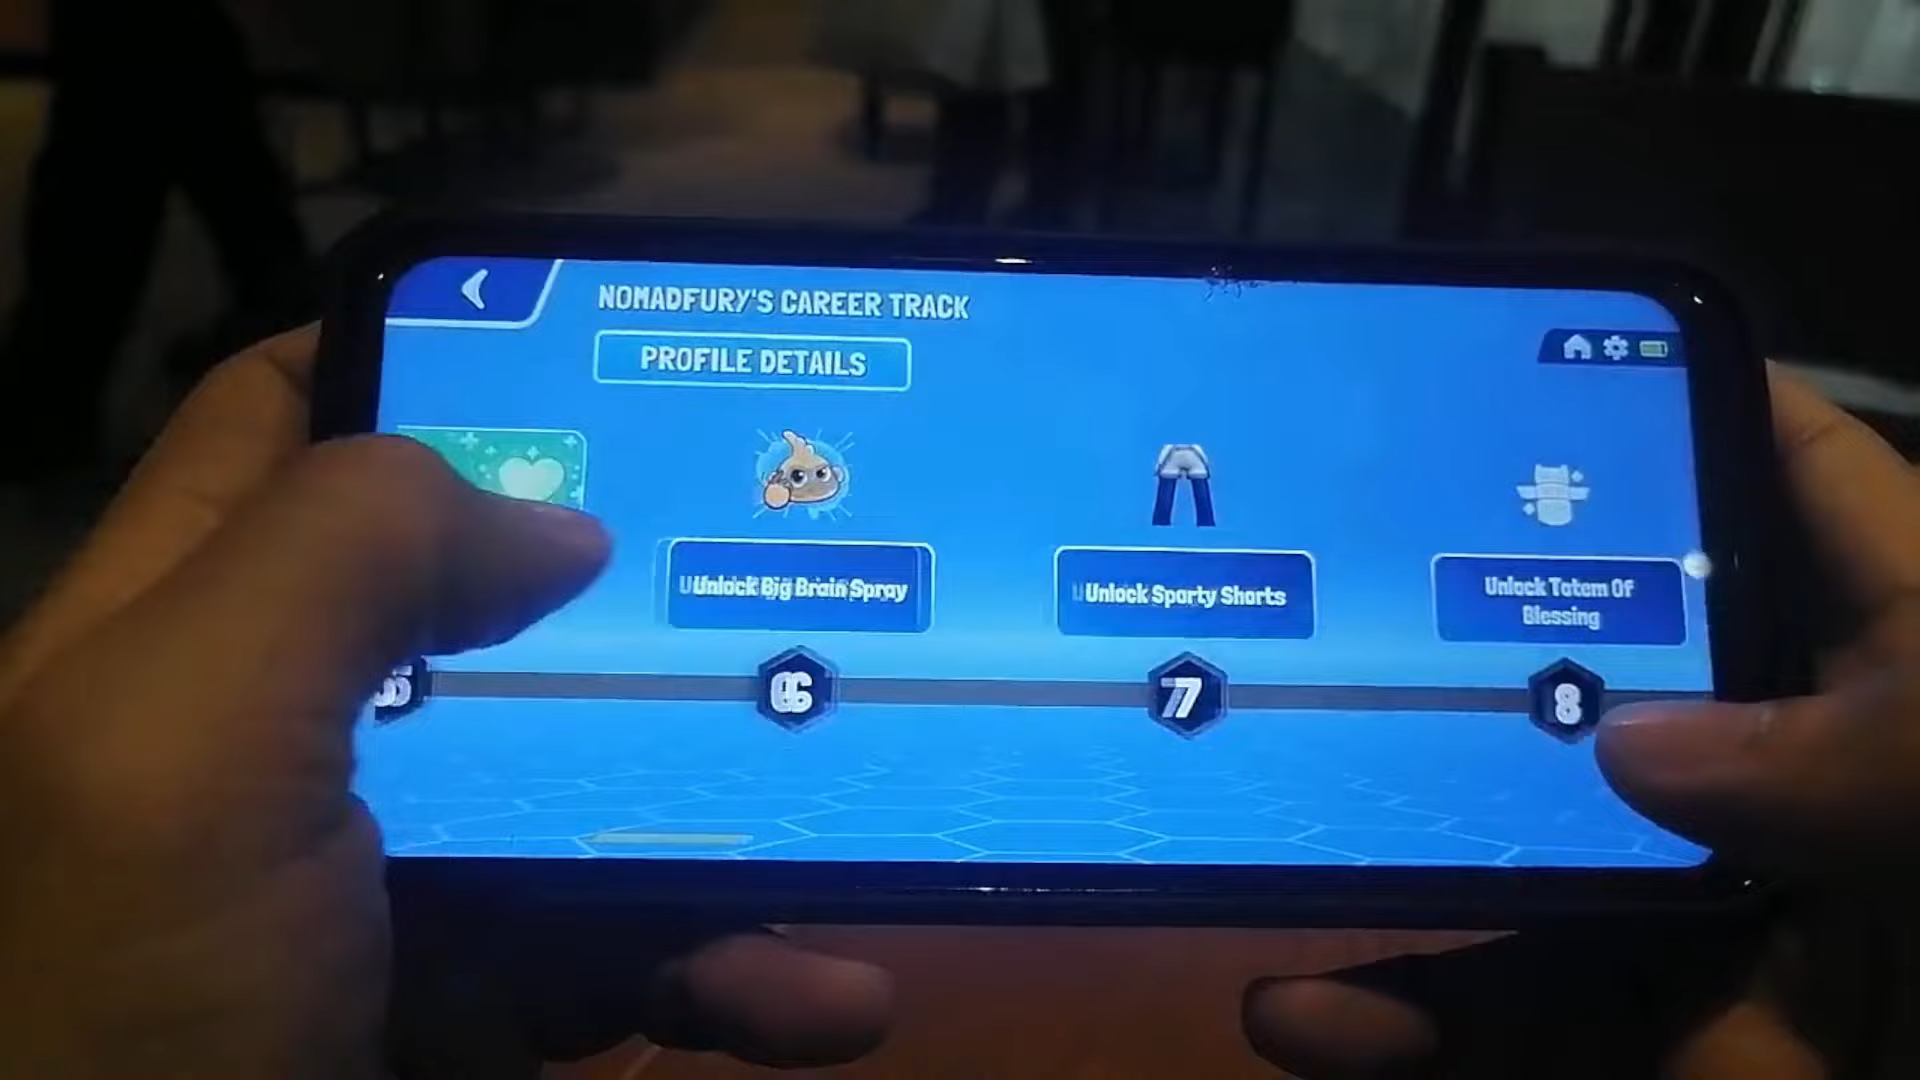 NOMADFURY'S CAREER TRACK
PROFILE DETAILS
Unlock Big Brain Spray
Unlock Sporty Shorts
Unlock Totem Of
Blessing
5
6
7
8